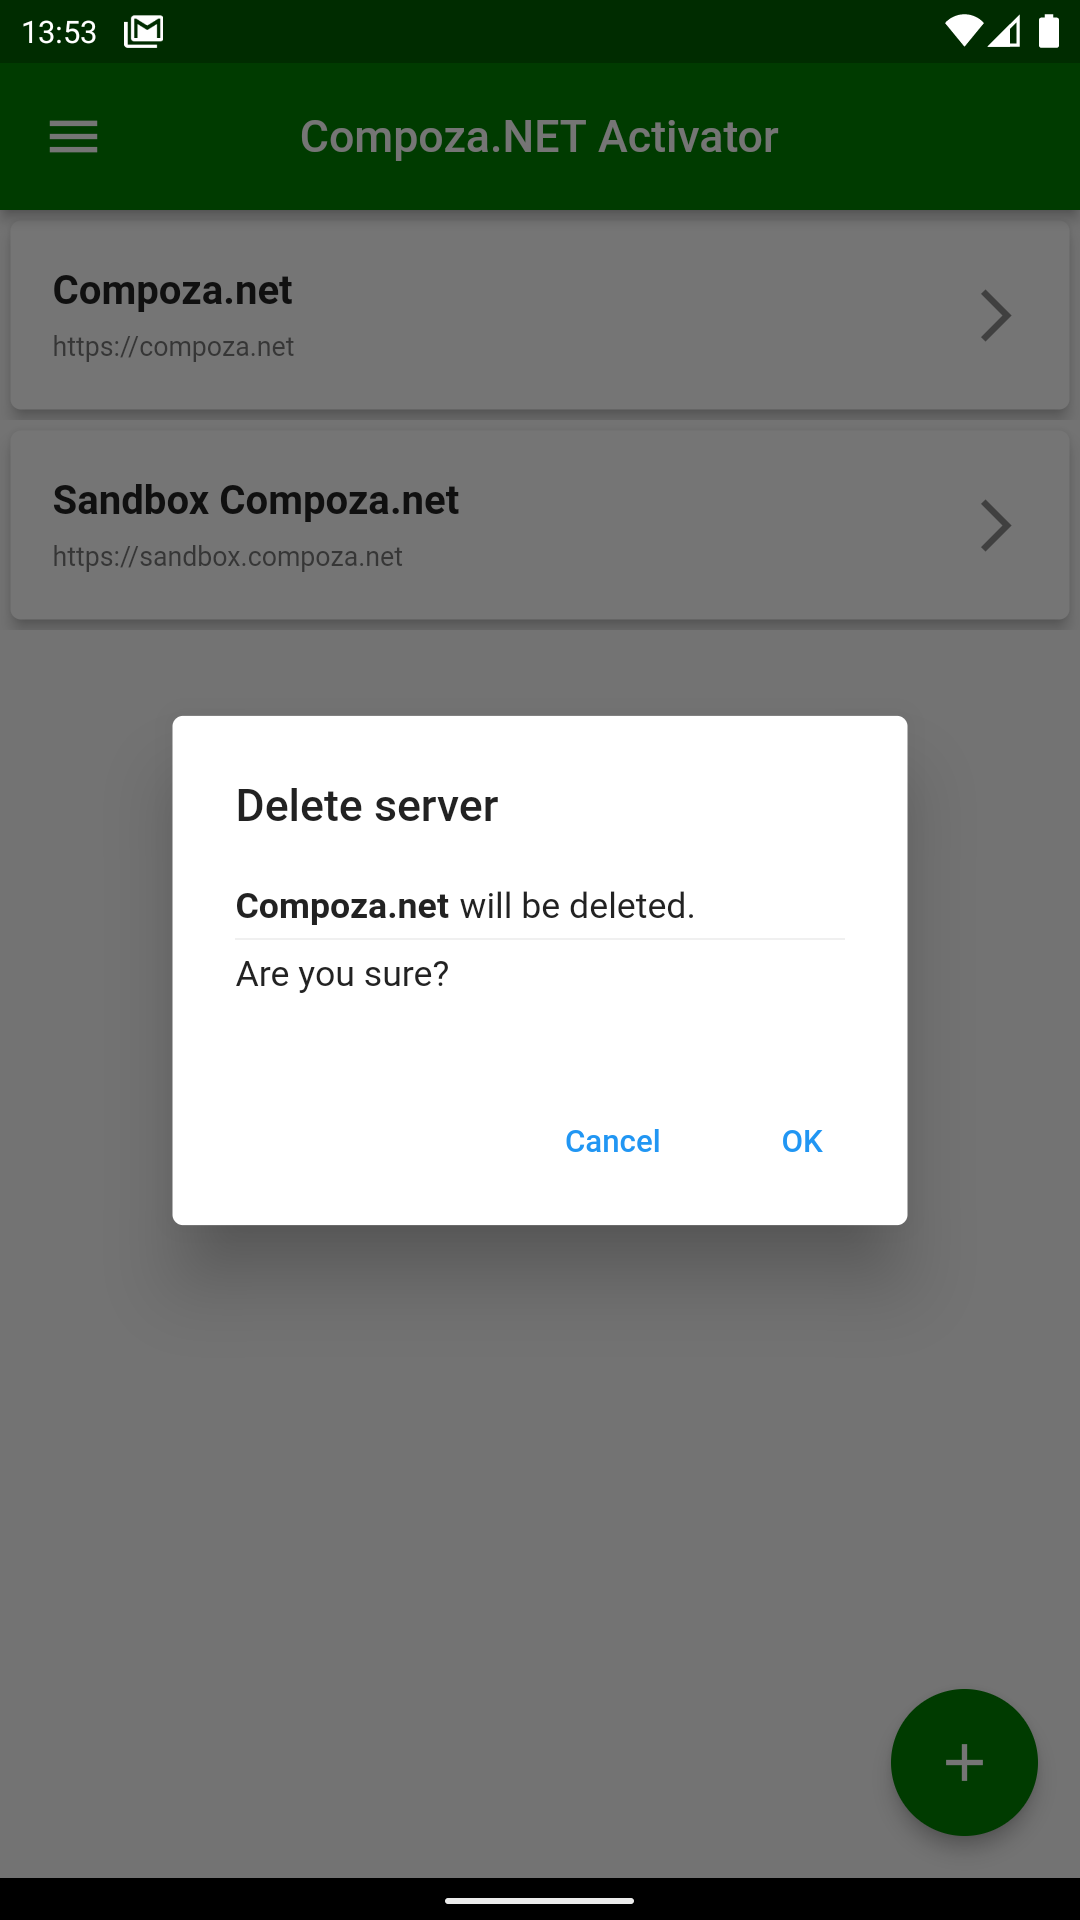 13:53
Compoza.NET Activator
Compoza.net
https://compoza.net
Sandbox Compoza.net
https://sandbox.compoza.net
Delete server
Compoza.net will be deleted.
Are you sure?
Cancel OK